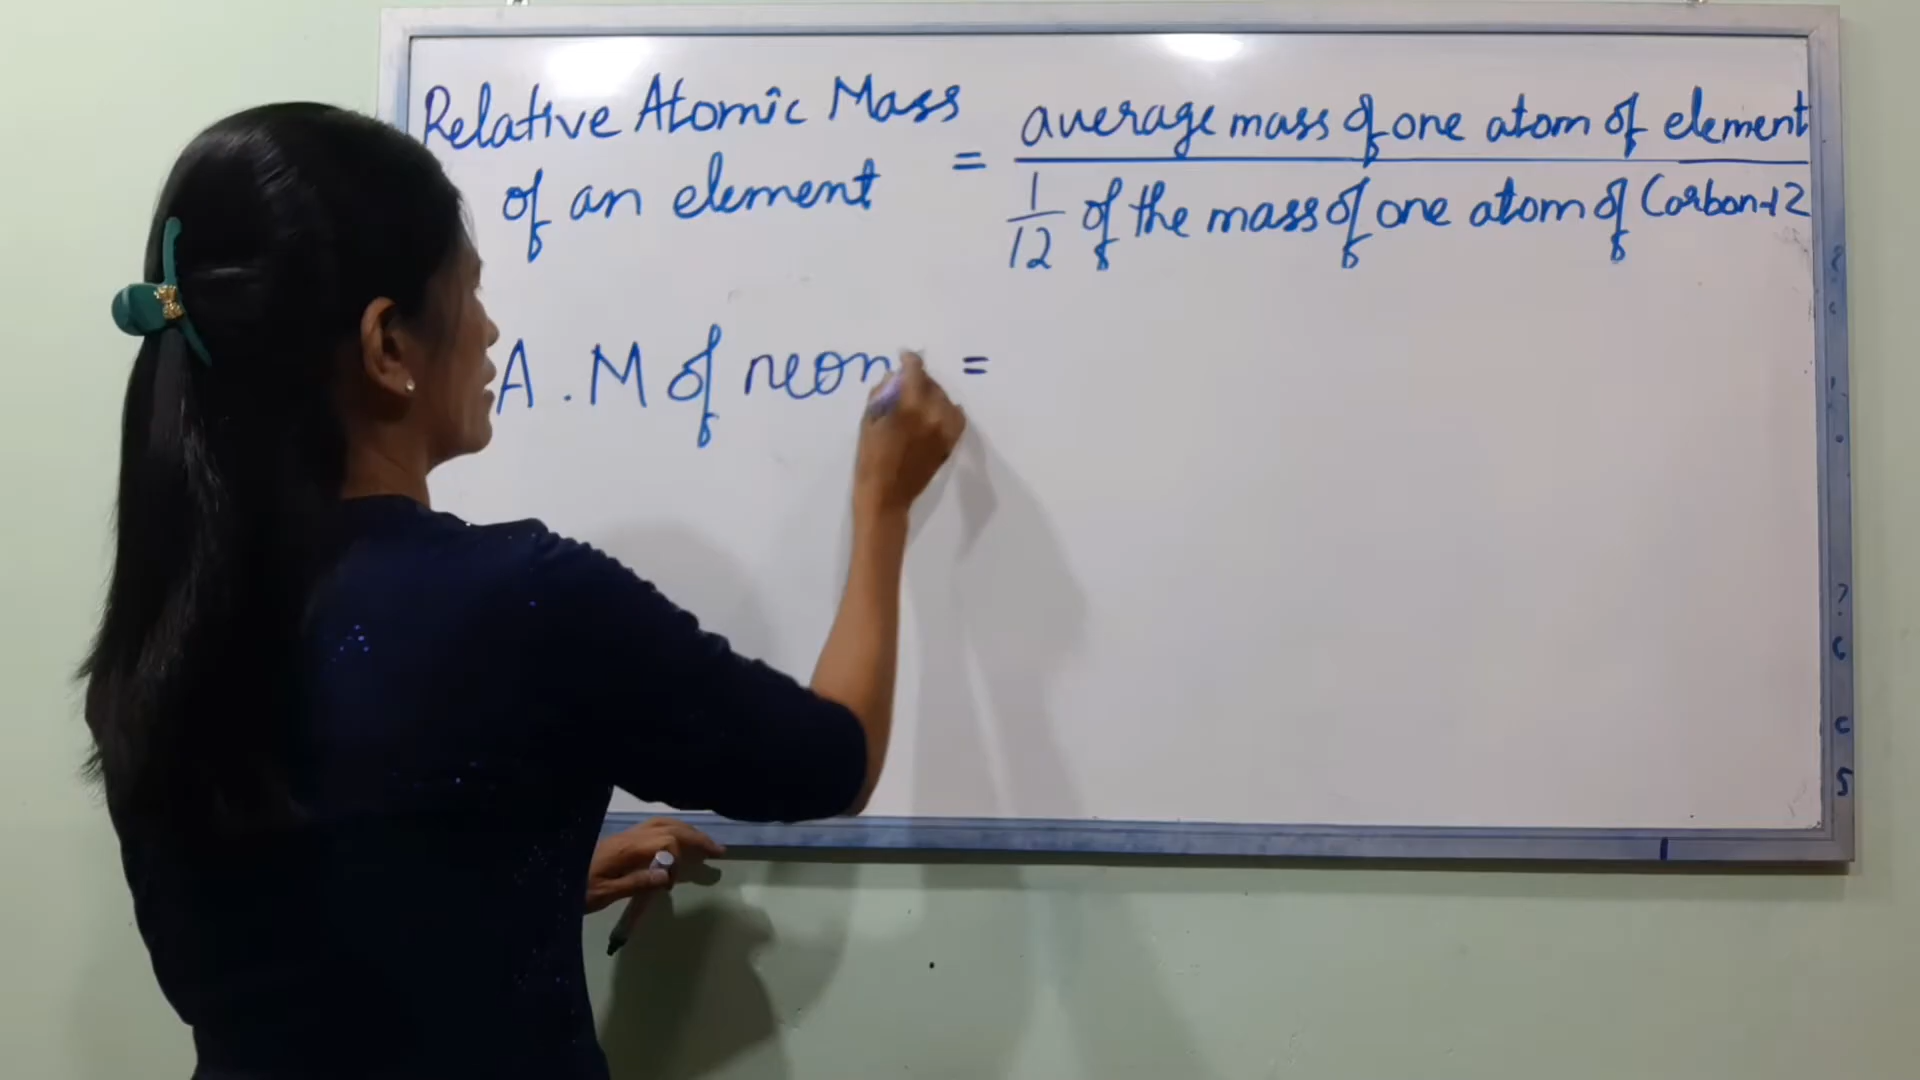 Relative Atomic Mass
of an element
=
average mass of one atom of element
1/12 of the mass of one atom of Carbon-12
A.M of neon =